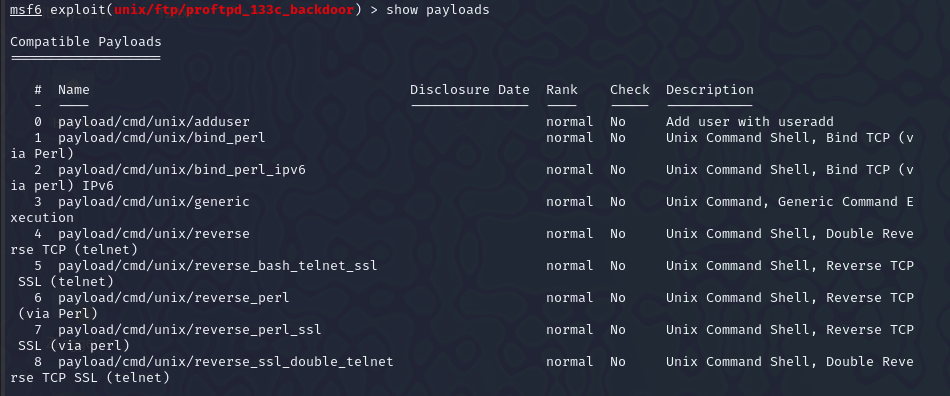 msf6 exploit(unix/ftp/proftpd_133c_backdoor) > show payloads
Compatible Payloads
===================
#  Name                                        Disclosure Date  Rank    Check  Description
-  ----                                        ---------------  ----    -----  -----------
0  payload/cmd/unix/adduser                                     normal  No     Add user with useradd
1  payload/cmd/unix/bind_perl                                   normal  No     Unix Command Shell, Bind TCP (v
ia Perl)
2  payload/cmd/unix/bind_perl_ipv6                              normal  No     Unix Command Shell, Bind TCP (v
ia perl) IPv6
3  payload/cmd/unix/generic                                     normal  No     Unix Command, Generic Command E
xecution
4  payload/cmd/unix/reverse                                     normal  No     Unix Command Shell, Double Reve
rse TCP (telnet)
5  payload/cmd/unix/reverse_bash_telnet_ssl                     normal  No     Unix Command Shell, Reverse TCP
SSL (telnet)
6  payload/cmd/unix/reverse_perl                                normal  No     Unix Command Shell, Reverse TCP
(via Perl)
7  payload/cmd/unix/reverse_perl_ssl                            normal  No     Unix Command Shell, Reverse TCP
SSL (via perl)
8  payload/cmd/unix/reverse_ssl_double_telnet                   normal  No     Unix Command Shell, Double Reve
rse TCP SSL (telnet)